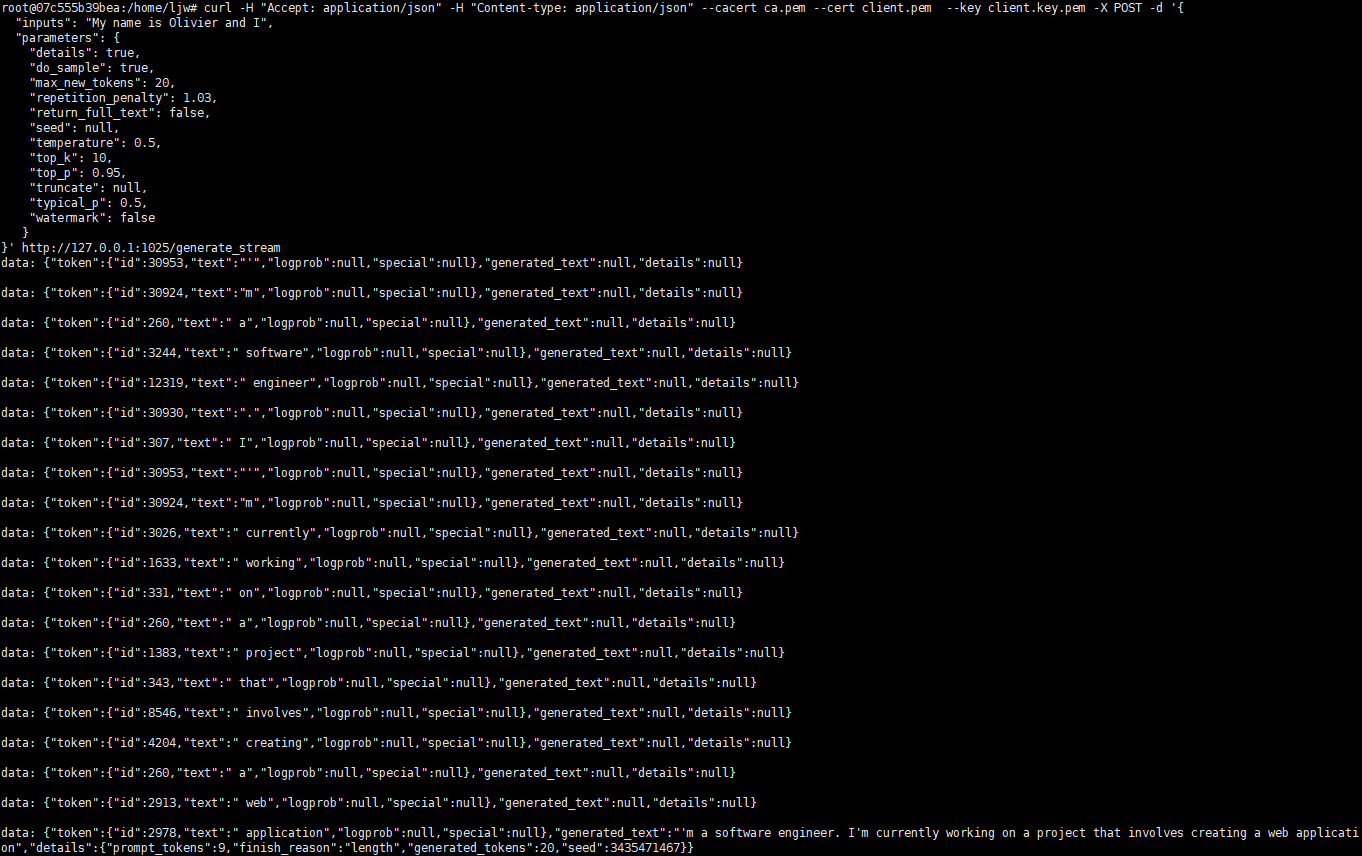 root@07c555b39bea:/home/ljw# curl -H "Accept: application/json" -H "Content-type: application/json" --cacert ca.pem --cert client.pem  --key client.key.pem -X POST -d '{
  "inputs": "My name is Olivier and I",
  "parameters": {
    "details": true,
    "do_sample": true,
    "max_new_tokens": 20,
    "repetition_penalty": 1.03,
    "return_full_text": false,
    "seed": null,
    "temperature": 0.5,
    "top_k": 10,
    "top_p": 0.95,
    "truncate": null,
    "typical_p": 0.5,
    "watermark": false
   }
}' http://127.0.0.1:1025/generate_stream
data: {"token":{"id":30953,"text":"'","logprob":null,"special":null},"generated_text":null,"details":null}
data: {"token":{"id":30924,"text":"m","logprob":null,"special":null},"generated_text":null,"details":null}
data: {"token":{"id":260,"text":" a","logprob":null,"special":null},"generated_text":null,"details":null}
data: {"token":{"id":3244,"text":" software","logprob":null,"special":null},"generated_text":null,"details":null}
data: {"token":{"id":12319,"text":" engineer","logprob":null,"special":null},"generated_text":null,"details":null}
data: {"token":{"id":30930,"text":".","logprob":null,"special":null},"generated_text":null,"details":null}
data: {"token":{"id":307,"text":" I","logprob":null,"special":null},"generated_text":null,"details":null}
data: {"token":{"id":30953,"text":"'","logprob":null,"special":null},"generated_text":null,"details":null}
data: {"token":{"id":30924,"text":"m","logprob":null,"special":null},"generated_text":null,"details":null}
data: {"token":{"id":3026,"text":" currently","logprob":null,"special":null},"generated_text":null,"details":null}
data: {"token":{"id":1633,"text":" working","logprob":null,"special":null},"generated_text":null,"details":null}
data: {"token":{"id":331,"text":" on","logprob":null,"special":null},"generated_text":null,"details":null}
data: {"token":{"id":260,"text":" a","logprob":null,"special":null},"generated_text":null,"details":null}
data: {"token":{"id":1383,"text":" project","logprob":null,"special":null},"generated_text":null,"details":null}
data: {"token":{"id":343,"text":" that","logprob":null,"special":null},"generated_text":null,"details":null}
data: {"token":{"id":8546,"text":" involves","logprob":null,"special":null},"generated_text":null,"details":null}
data: {"token":{"id":4204,"text":" creating","logprob":null,"special":null},"generated_text":null,"details":null}
data: {"token":{"id":260,"text":" a","logprob":null,"special":null},"generated_text":null,"details":null}
data: {"token":{"id":2913,"text":" web","logprob":null,"special":null},"generated_text":null,"details":null}
data: {"token":{"id":2978,"text":" application","logprob":null,"special":null},"generated_text":"'m a software engineer. I'm currently working on a project that involves creating a web applicati
on","details":{"prompt_tokens":9,"finish_reason":"length","generated_tokens":20,"seed":3435471467}}